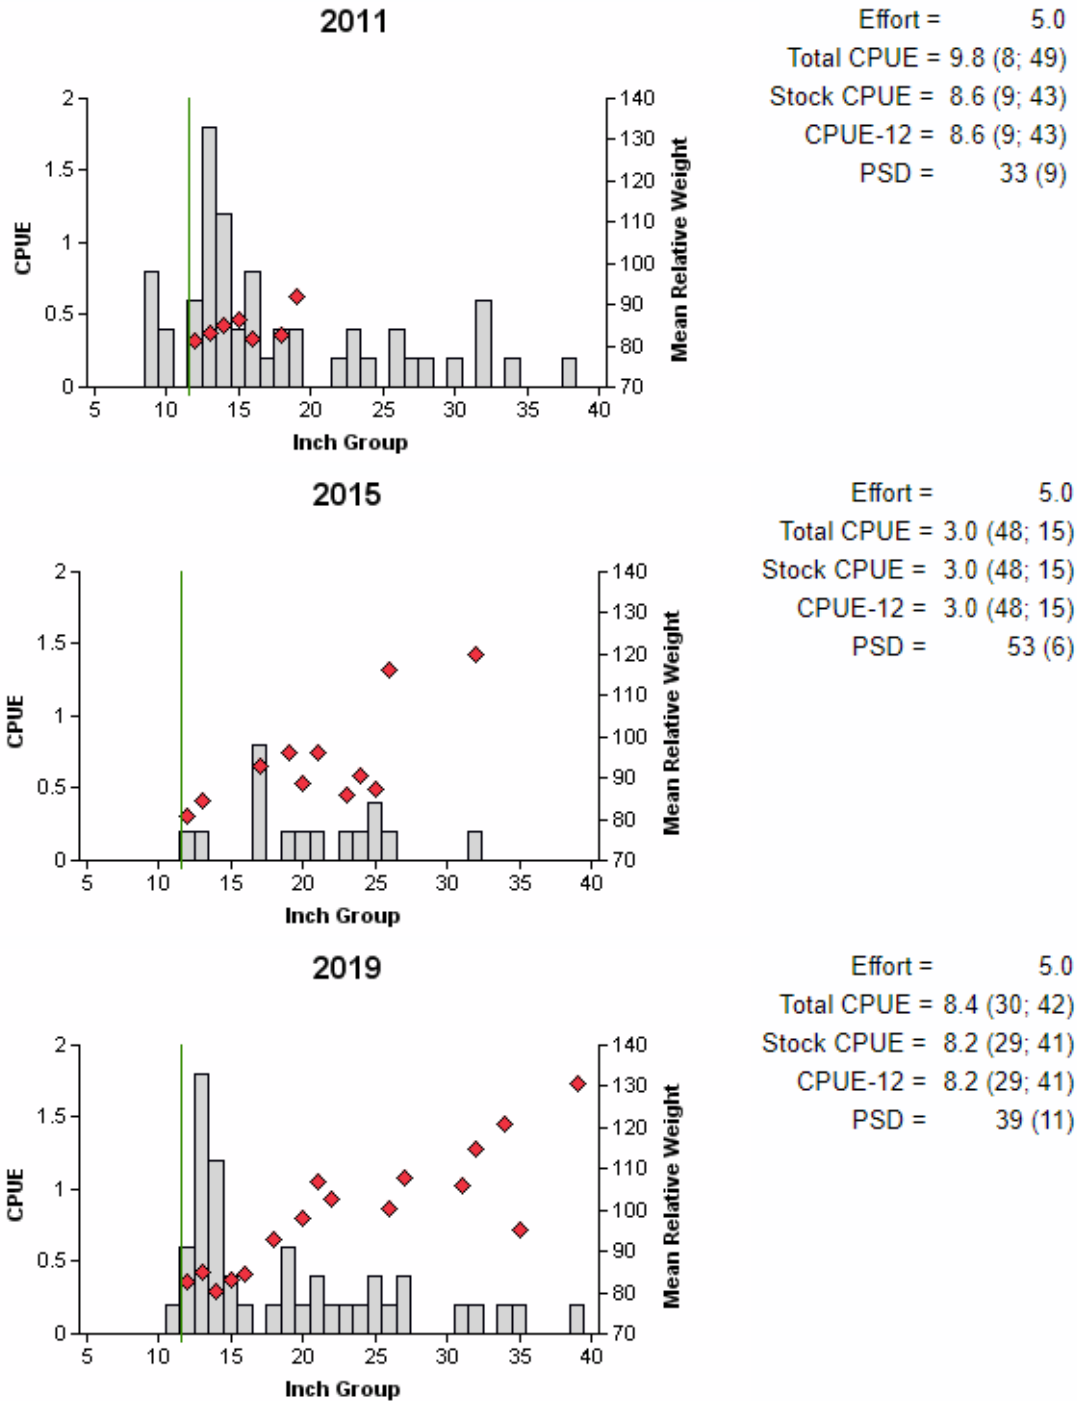 2011
Effort = 5.0
Total CPUE = 9.8 (8; 49)
Stock CPUE = 8.6 (9; 43)
CPUE-12 = 8.6 (9; 43)
PSD = 33 (9)
2
1.5
1
0.5
0
CPUE
140
130
120
110
100
90
80
70
Mean Relative Weight
5 10 15 20 25 30 35 40
Inch Group
2015
Effort = 5.0
Total CPUE = 3.0 (48; 15)
Stock CPUE = 3.0 (48; 15)
CPUE-12 = 3.0 (48; 15)
PSD = 53 (6)
2
1.5
1
0.5
0
CPUE
140
130
120
110
100
90
80
70
Mean Relative Weight
5 10 15 20 25 30 35 40
Inch Group
2019
Effort = 5.0
Total CPUE = 8.4 (30; 42)
Stock CPUE = 8.2 (29; 41)
CPUE-12 = 8.2 (29; 41)
PSD = 39 (11)
2
1.5
1
0.5
0
CPUE
140
130
120
110
100
90
80
70
Mean Relative Weight
5 10 15 20 25 30 35 40
Inch Group